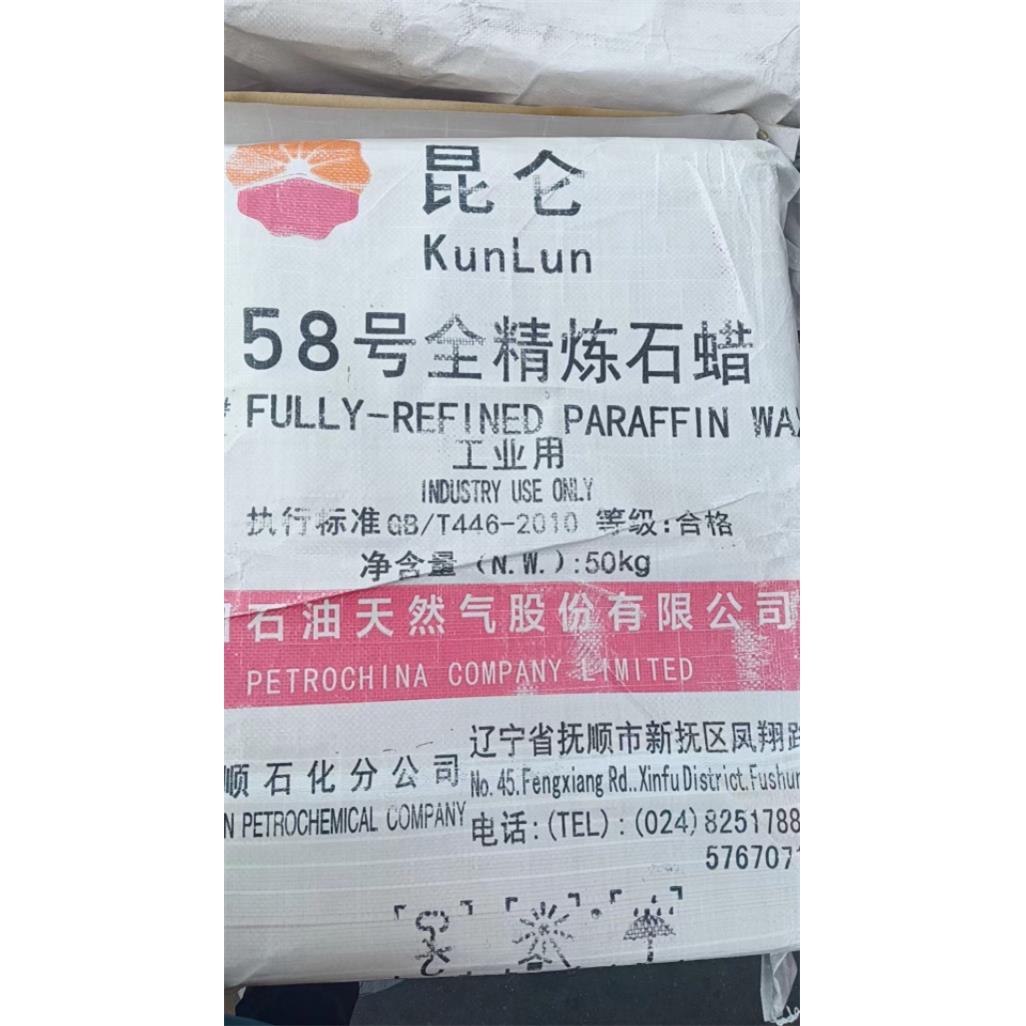 昆仑
KunLun
58号全精炼石蜡
# FULLY-REFINED PARAFFIN WAX
工业用
INDUSTRY USE ONLY
执行标准GB/T446-2010 等级:合格
净含量(N.W.):50kg
石油天然气股份有限公司
PETROCHINA COMPANY LIMITED
辽宁省抚顺市新抚区凤翔路
顺石化分公司
No.45.Fengxiang Rd..Xinfu District.Fushun
N PETROCHEMICAL COMPANY
电话:(TEL):(024)8251788
576707